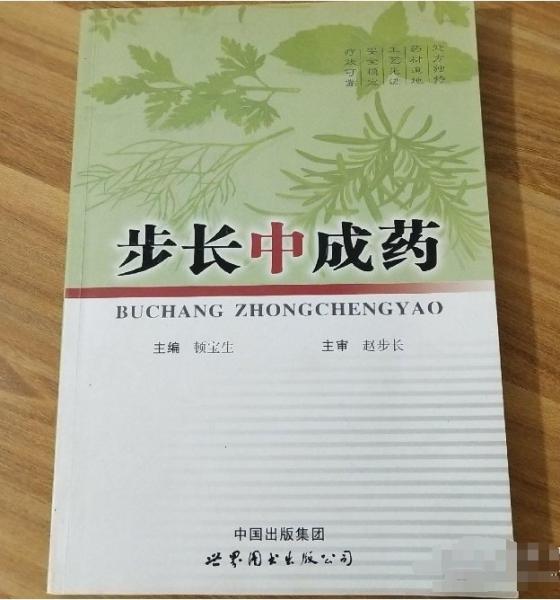 处方独特
药材道地
工艺先进
安全稳定
疗效可靠
步长中成药
BUCHANG ZHONGCHENGYAO
主编 顿宝生 主审 赵步长
中国出版集团
世界图书出版公司